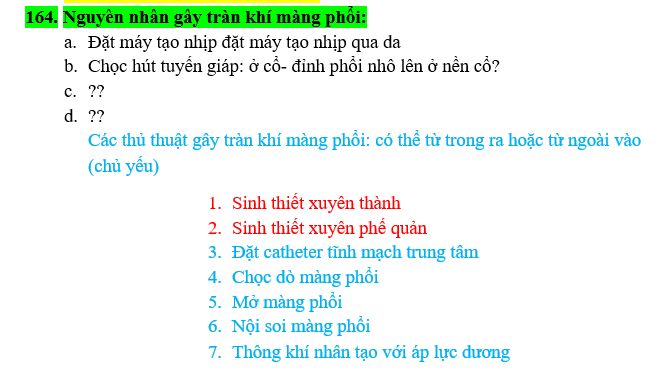 164. Nguyên nhân gây tràn khí màng phổi:
a. Đặt máy tạo nhịp đặt máy tạo nhịp qua da
b. Chọc hút tuyến giáp: ở cổ- đỉnh phổi nhô lên ở nền cổ?
c. ??
d. ??
Các thủ thuật gây tràn khí màng phổi: có thể từ trong ra hoặc từ ngoài vào
(chủ yếu)
1. Sinh thiết xuyên thành
2. Sinh thiết xuyên phế quản
3. Đặt catheter tĩnh mạch trung tâm
4. Chọc dò màng phổi
5. Mở màng phổi
6. Nội soi màng phổi
7. Thông khí nhân tạo với áp lực dương